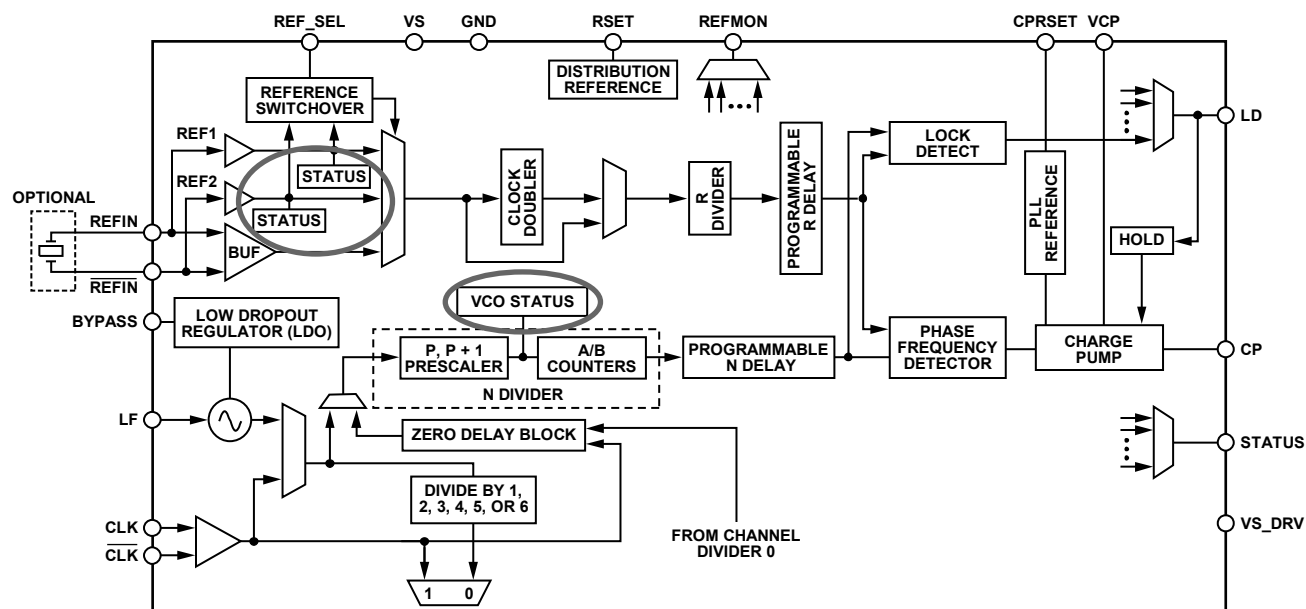 REF_SEL
VS
GND
RSET
REFMON
CPRSET
VCP
DISTRIBUTION
REFERENCE
REFERENCE
SWITCHOVER
REF1
STATUS
REF2
STATUS
OPTIONAL
REFIN
REFIN
BUF
CLOCK
DOUBLER
R
DIVIDER
PROGRAMMABLE
R DELAY
LOCK
DETECT
LD
PLL
REFERENCE
HOLD
BYPASS
LOW DROPOUT
REGULATOR (LDO)
VCO STATUS
P, P + 1
PRESCALER
A/B
COUNTERS
N DIVIDER
PROGRAMMABLE
N DELAY
PHASE
FREQUENCY
DETECTOR
CHARGE
PUMP
CP
LF
ZERO DELAY BLOCK
STATUS
DIVIDE BY 1,
2, 3, 4, 5, OR 6
CLK
CLK
FROM CHANNEL
DIVIDER 0
VS_DRV
1 0